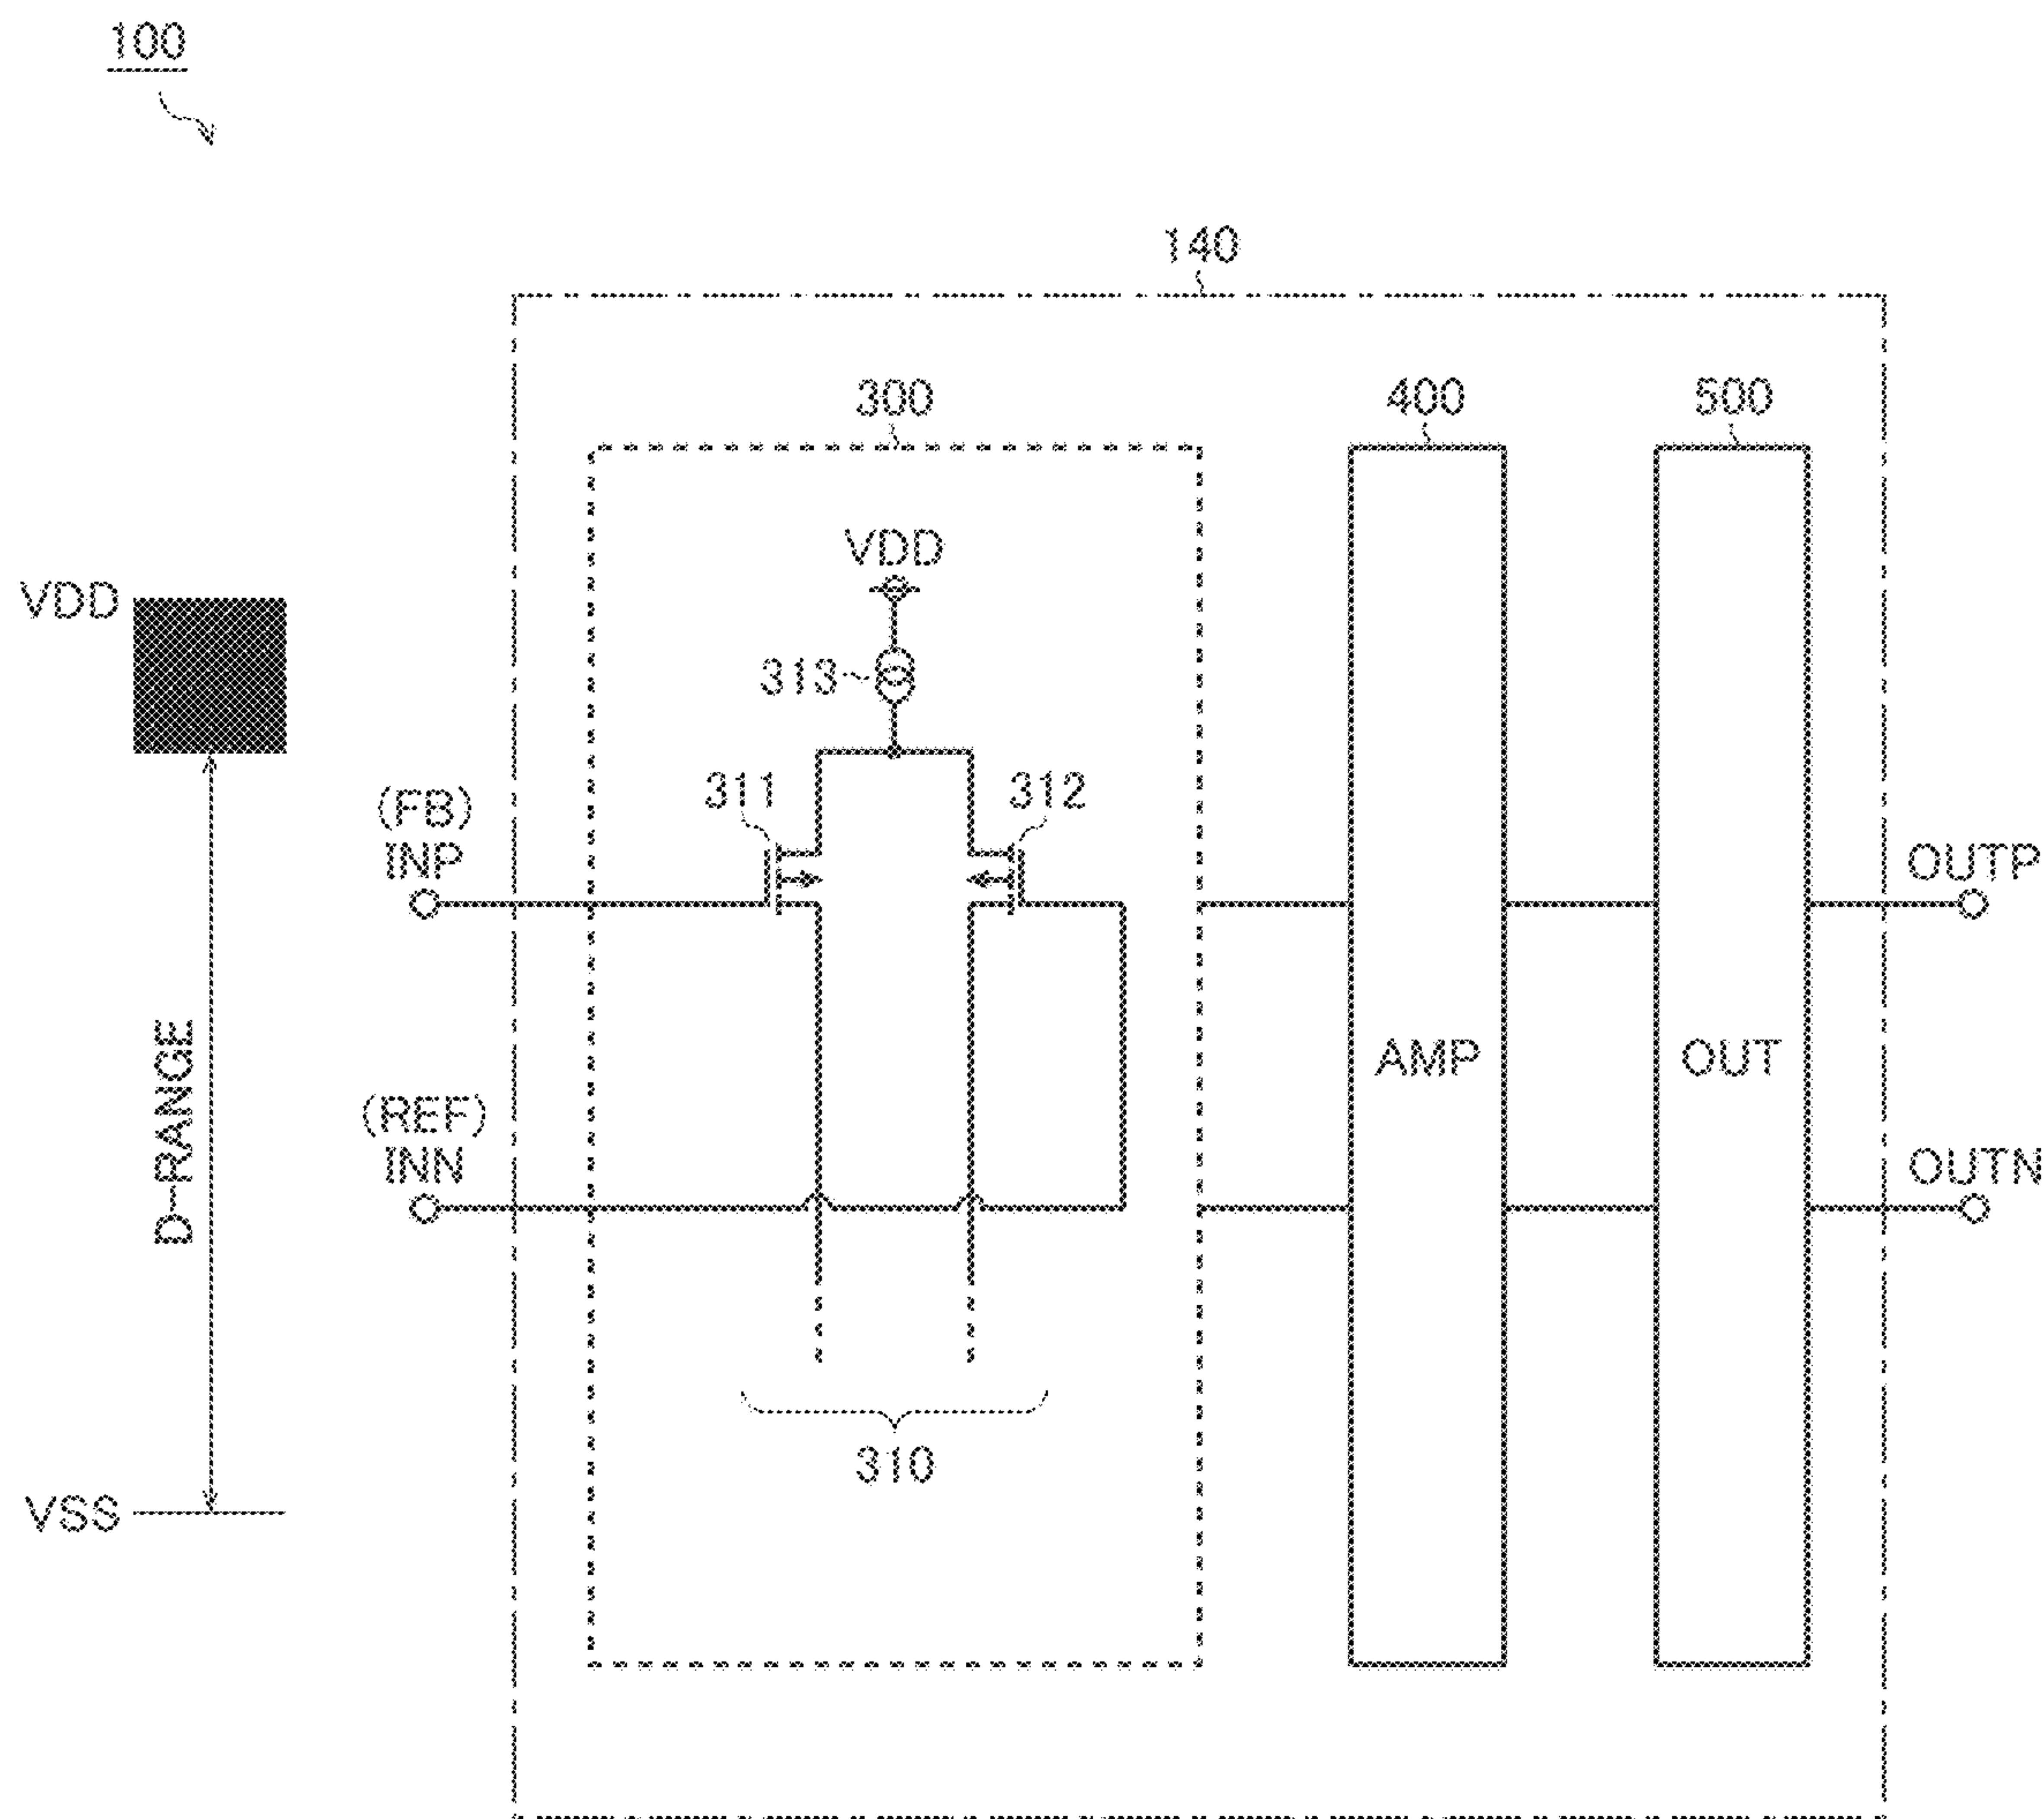 100
140
300
400
500
VDD
VDD
313
311
312
(FB)
INP
OUTP
D-RANGE
AMP
OUT
(REF)
INN
OUTN
310
VSS